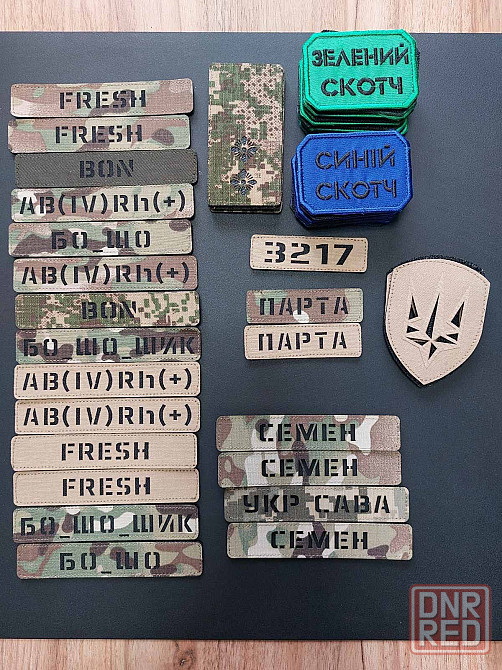 FRESH
FRESH
BON
AB(IV)Rh(+)
БО_ШО
AB(IV)Rh(+)
BON
БО_ШО_ШИК
AB(IV)Rh(+)
AB(IV)Rh(+)
FRESH
FRESH
БО_ШО_ШИК
БО_ШО
ЗЕЛЕНИЙ
СКОТЧ
СИНІЙ
СКОТЧ
3217
ПАРТА
ПАРТА
СЕМЕН
СЕМЕН
УКР_САВА
СЕМЕН
DNR
RED